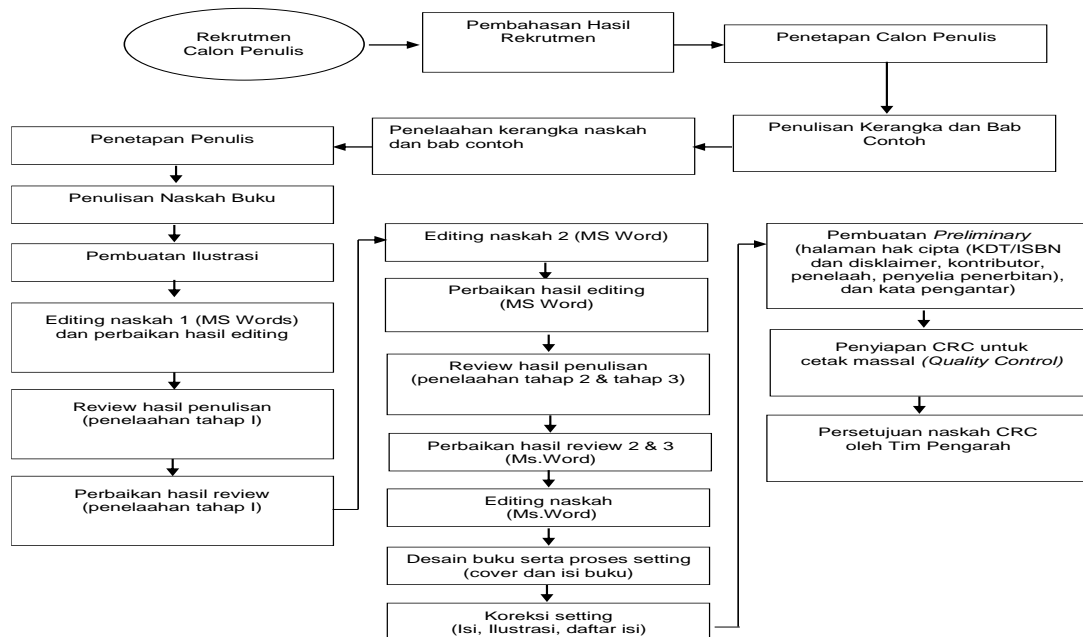 Rekrutmen
Calon Penulis
Pembahasan Hasil
Rekrutmen
Penetapan Calon Penulis
Penulisan Kerangka dan Bab
Contoh
Penelaahan kerangka naskah
dan bab contoh
Penetapan Penulis
Penulisan Naskah Buku
Pembuatan Ilustrasi
Editing naskah 1 (MS Words)
dan perbaikan hasil editing
Review hasil penulisan
(penelaahan tahap I)
Perbaikan hasil review
(penelaahan tahap I)
Editing naskah 2 (MS Word)
Perbaikan hasil editing
(MS Word)
Review hasil penulisan
(penelaahan tahap 2 & tahap 3)
Perbaikan hasil review 2 & 3
(Ms.Word)
Editing naskah
(Ms.Word)
Desain buku serta proses setting
(cover dan isi buku)
Koreksi setting
(Isi, Ilustrasi, daftar isi)
Pembuatan Preliminary
(halaman hak cipta (KDT/ISBN
dan disklaimer, kontributor,
penelaah, penyelia penerbitan),
dan kata pengantar)
Penyiapan CRC untuk
cetak massal (Quality Control)
Persetujuan naskah CRC
oleh Tim Pengarah